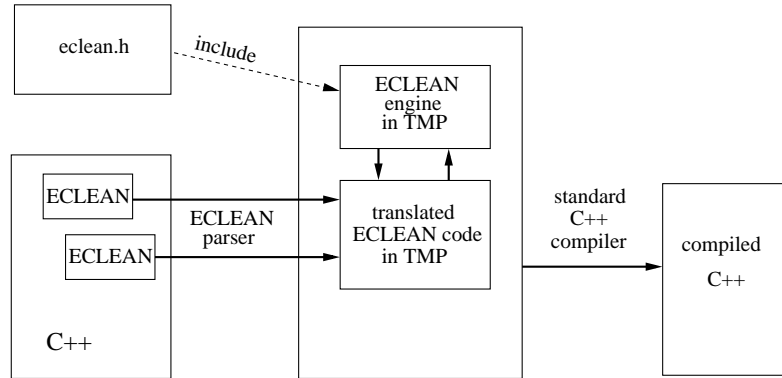 eclean.h
include
ECLEAN
engine
in TMP
ECLEAN
ECLEAN
C++
ECLEAN
parser
translated
ECLEAN code
in TMP
standard
C++
compiler
compiled
C++